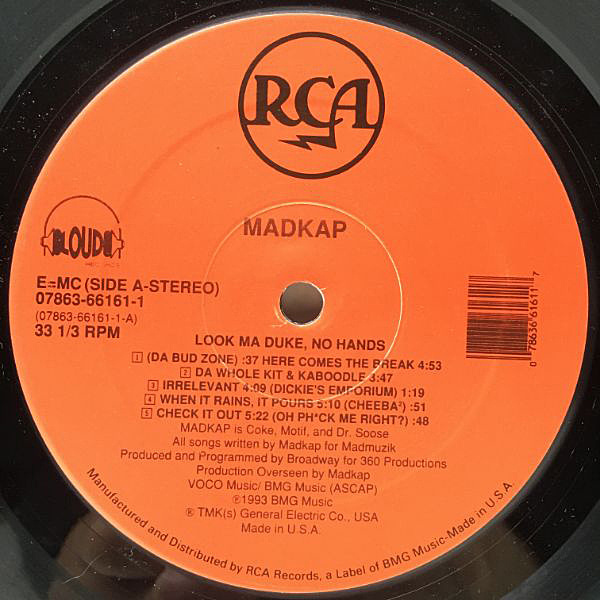 RCA
MADKAP
LOUD
RECORDS
E=MC (SIDE A-STEREO)
07863-66161-1
(07863-66161-1-A)
33 1/3 RPM
0 78636 61611 7
LOOK MA DUKE, NO HANDS
1 (DA BUD ZONE) :37 HERE COMES THE BREAK 4:53
2 DA WHOLE KIT & KABOODLE 3:47
3 IRRELEVANT 4:09 (DICKIE'S EMPORIUM) 1:19
4 WHEN IT RAINS, IT POURS 5:10 (CHEEBA²) :51
5 CHECK IT OUT 5:22 (OH PH*CK ME RIGHT?) :48
MADKAP is Coke, Motif, and Dr. Soose
All songs written by Madkap for Madmuzik
Produced and Programmed by Broadway for 360 Productions
Production Overseen by Madkap
VOCO Music/ BMG Music (ASCAP)
℗1993 BMG Music
® TMK(s) General Electric Co., USA
Made in U.S.A.
Manufactured and Distributed by RCA Records, a Label of BMG Music-Made in U.S.A.